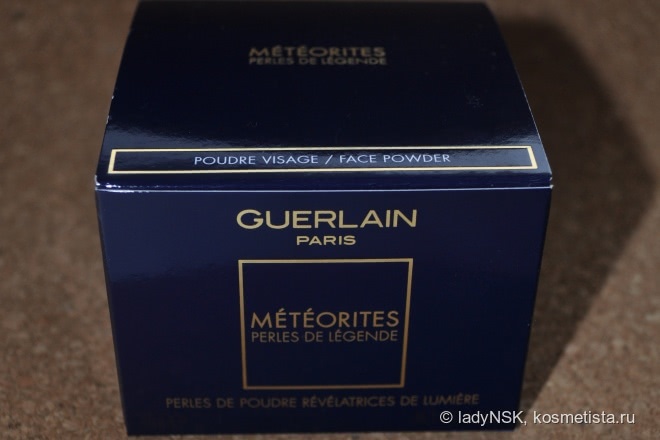 MÉTÉORITES
PERLES DE LÉGENDE
POUDRE VISAGE / FACE POWDER
GUERLAIN
PARIS
MÉTÉORITES
PERLES DE LÉGENDE
PERLES DE POUDRE RÉVÉLATRICES DE LUMIÈRE
© ladyNSK, kosmetista.ru